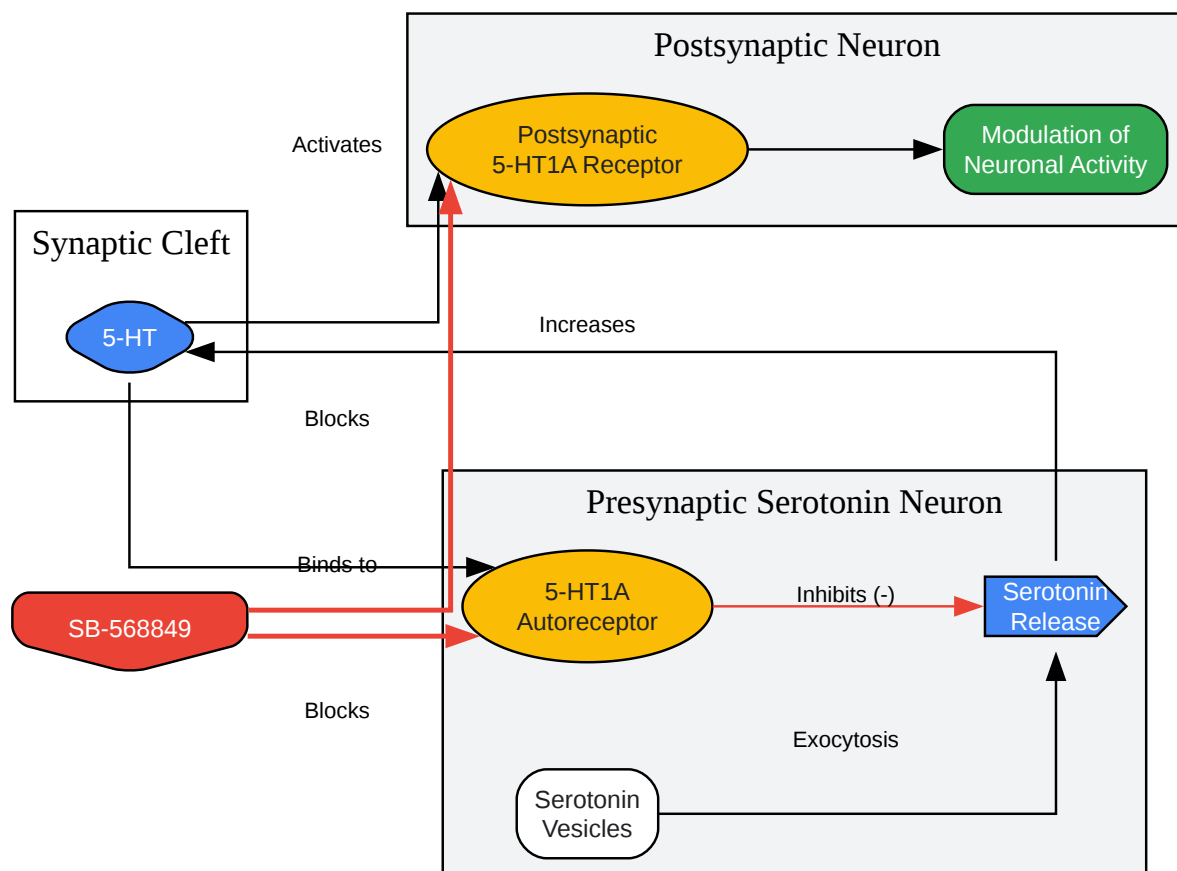 Postsynaptic Neuron
Postsynaptic
5-HT1A Receptor
Modulation of
Neuronal Activity
Activates
Synaptic Cleft
5-HT
Increases
Blocks
Presynaptic Serotonin Neuron
Binds to
5-HT1A
Autoreceptor
Inhibits (-)
Serotonin
Release
SB-568849
Blocks
Exocytosis
Serotonin
Vesicles